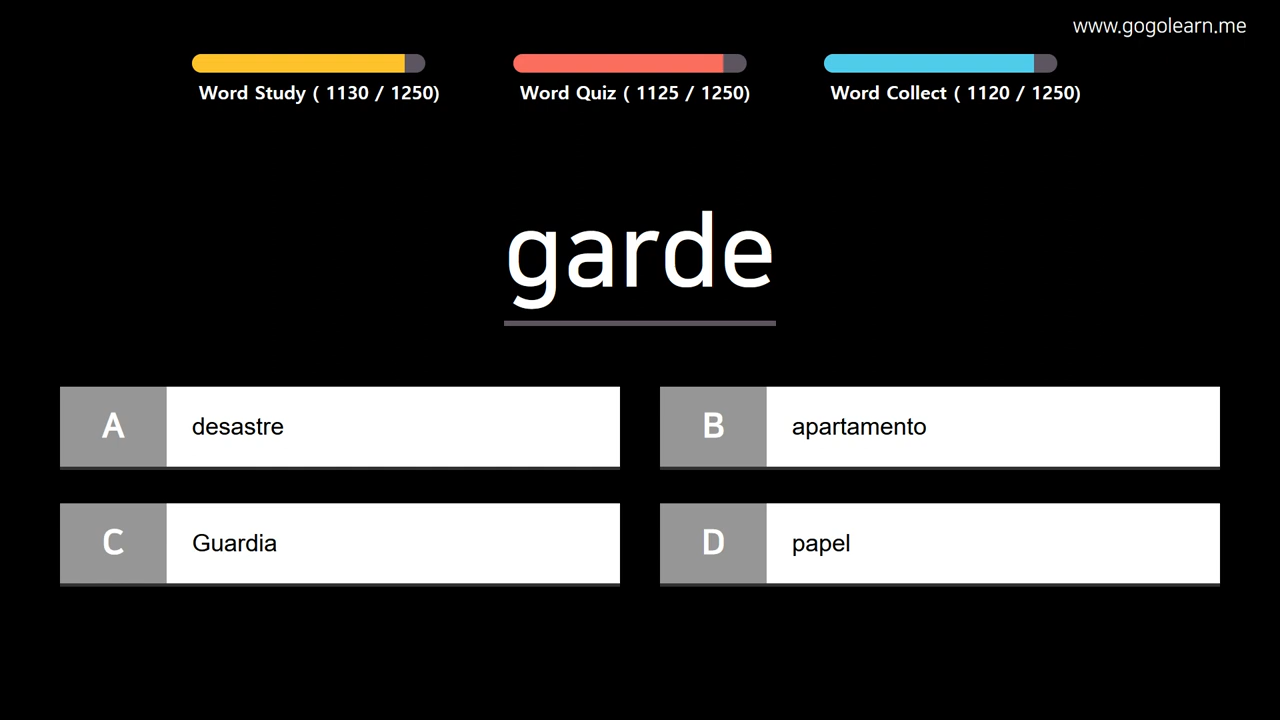 www.gogolearn.me
Word Study ( 1130 / 1250)
Word Quiz ( 1125 / 1250)
Word Collect ( 1120 / 1250)
garde
A desastre
B apartamento
C Guardia
D papel